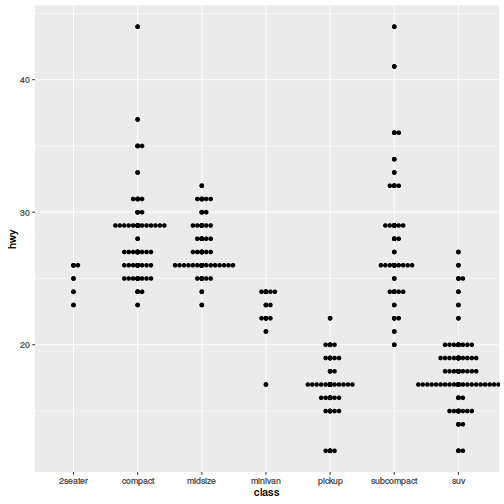 40
30
20
hwy
2seater compact midsize minivan pickup subcompact suv
class